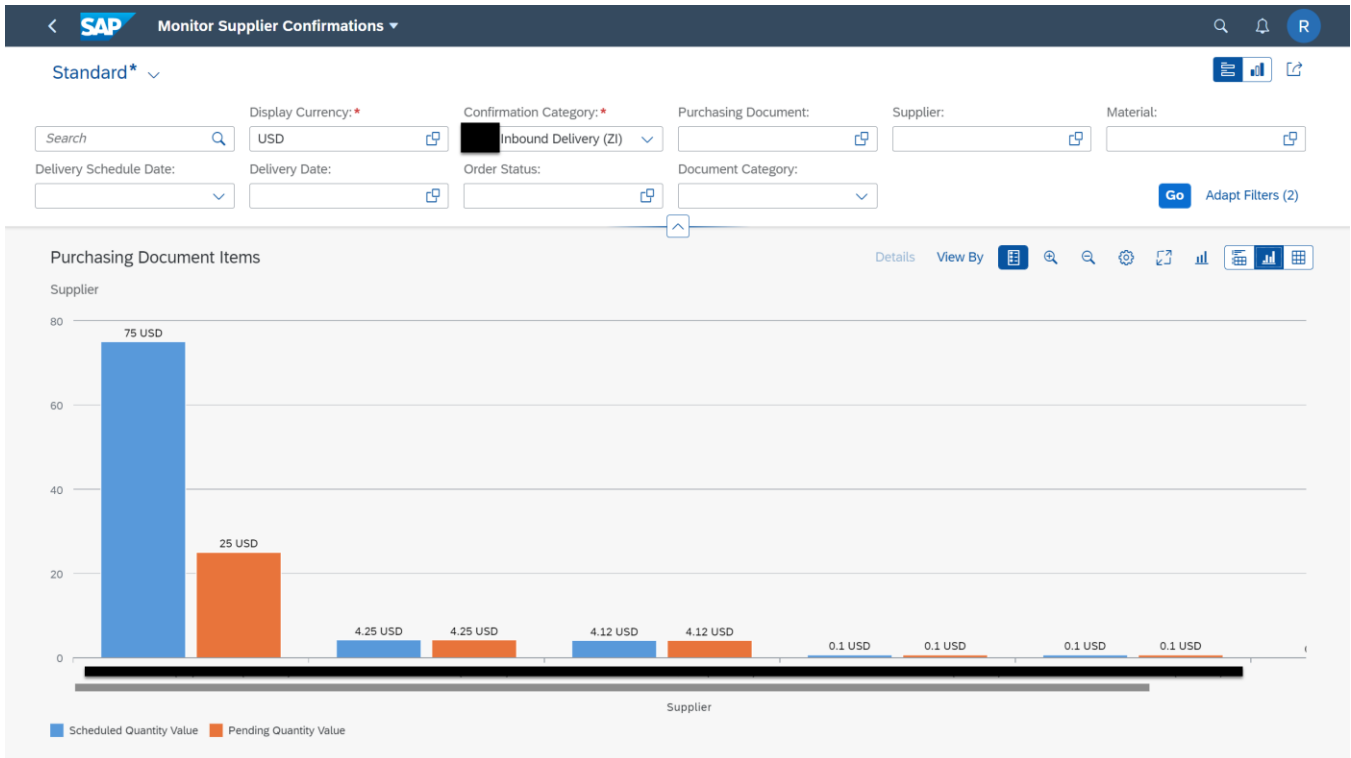 SAP Monitor Supplier Confirmations R
Standard*
Display Currency:* Confirmation Category:* Purchasing Document: Supplier: Material:
Search USD Inbound Delivery (ZI)
Delivery Schedule Date: Delivery Date: Order Status: Document Category:
Go Adapt Filters (2)
Purchasing Document Items Details View By
Supplier
80
75 USD
60
40
25 USD
20
4.25 USD 4.25 USD 4.12 USD 4.12 USD 0.1 USD 0.1 USD 0.1 USD 0.1 USD
0
Supplier
Scheduled Quantity Value Pending Quantity Value